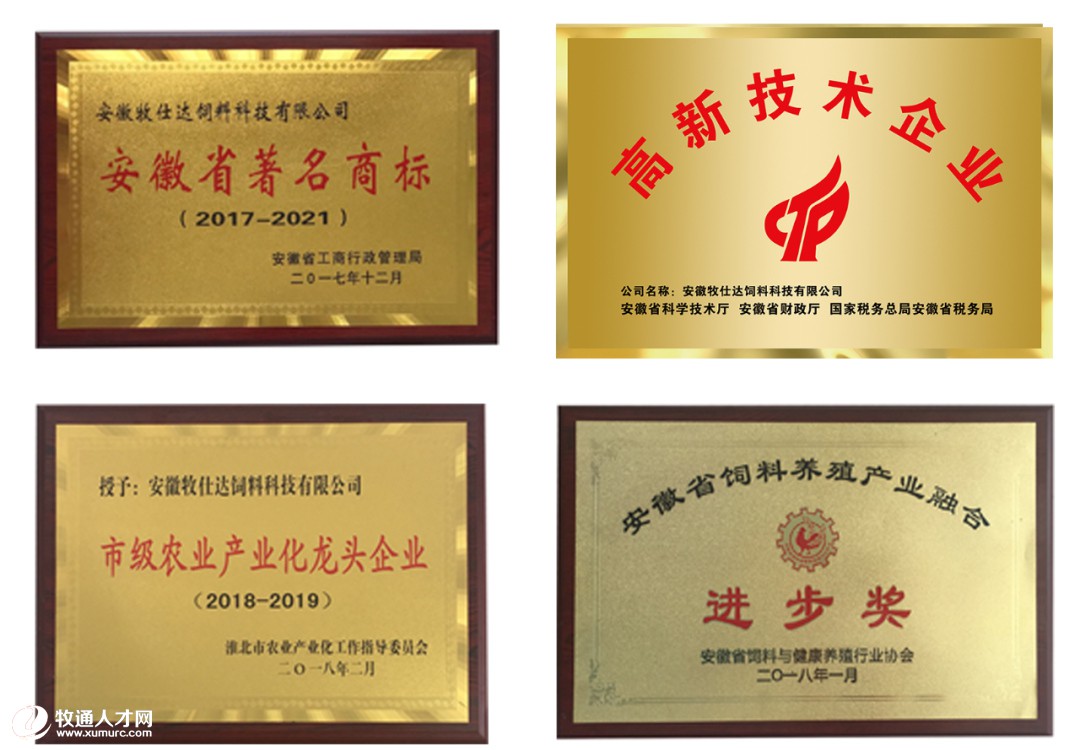 安徽牧仕达饲料科技有限公司
安徽省著名商标
(2017-2021)
安徽省工商行政管理局
二〇一七年十二月
高新技术企业
公司名称：安徽牧仕达饲料科技有限公司
安徽省科学技术厅 安徽省财政厅 国家税务总局安徽省税务局
授予：安徽牧仕达饲料科技有限公司
市级农业产业化龙头企业
(2018-2019)
淮北市农业产业化工作指导委员会
二〇一八年二月
安徽省饲料养殖产业融合
进步奖
安徽省饲料与健康养殖行业协会
二〇一八年一月
牧通人才网
www.xumurc.com